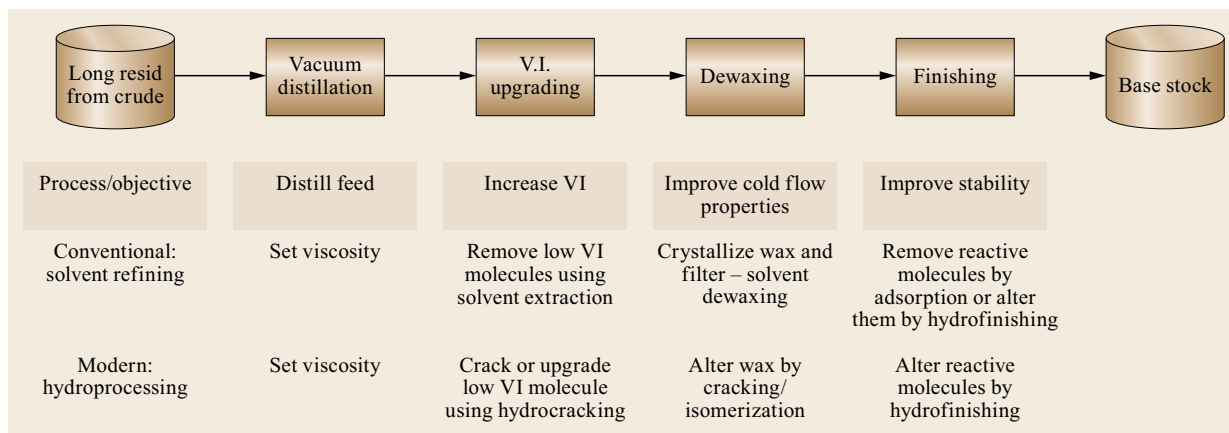 Long resid
from crude
Vacuum
distillation
V.I.
upgrading
Dewaxing
Finishing
Base stock
Process/objective
Distill feed
Increase VI
Improve cold flow
properties
Improve stability
Conventional:
solvent refining
Set viscosity
Remove low VI
molecules using
solvent extraction
Crystallize wax and
filter – solvent
dewaxing
Remove reactive
molecules by
adsorption or alter
them by hydrofinishing
Modern:
hydroprocessing
Set viscosity
Crack or upgrade
low VI molecule
using hydrocracking
Alter wax by
cracking/
isomerization
Alter reactive
molecules by
hydrofinishing